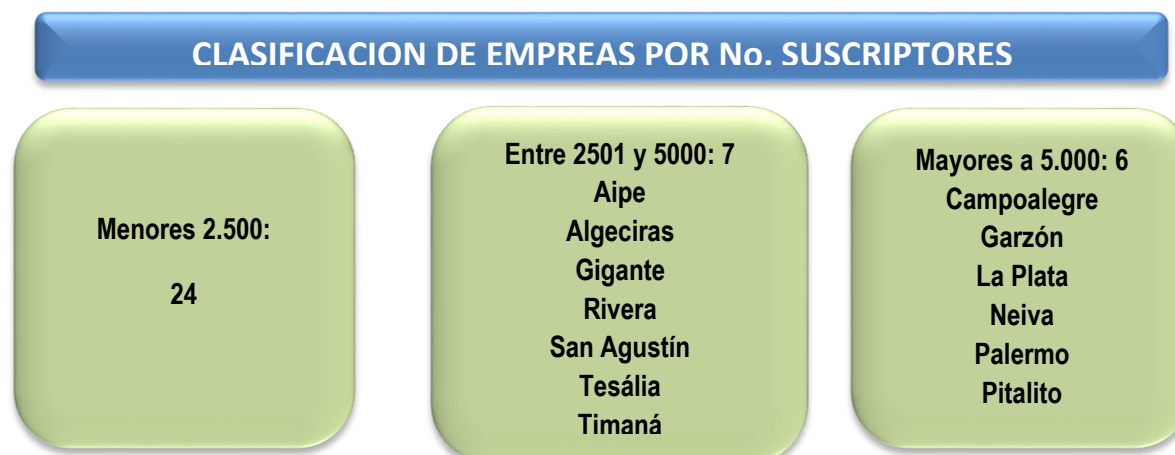 CLASIFICACION DE EMPREAS POR No. SUSCRIPTORES
Menores 2.500:
24
Entre 2501 y 5000: 7
Aipe
Algeciras
Gigante
Rivera
San Agustín
Tesália
Timaná
Mayores a 5.000: 6
Campoalegre
Garzón
La Plata
Neiva
Palermo
Pitalito